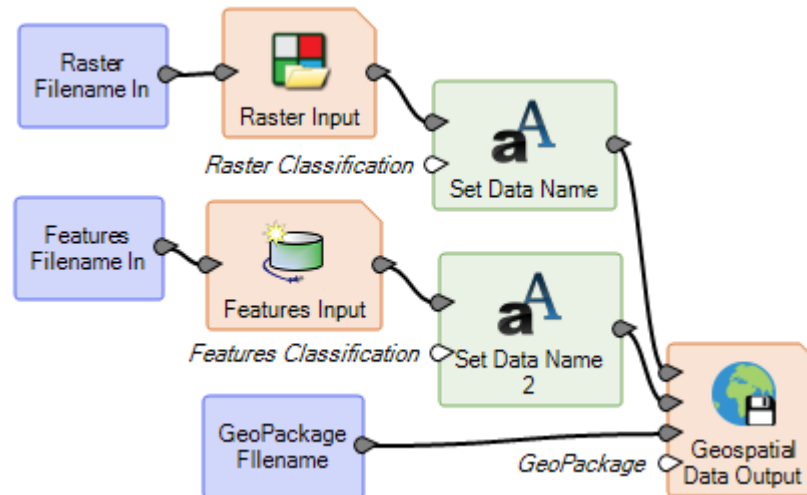 Raster
Filename In
Raster Input
Raster Classification
Set Data Name
Features
Filename In
Features Input
Features Classification
Set Data Name
2
GeoPackage
FIlename
GeoPackage
Geospatial
Data Output